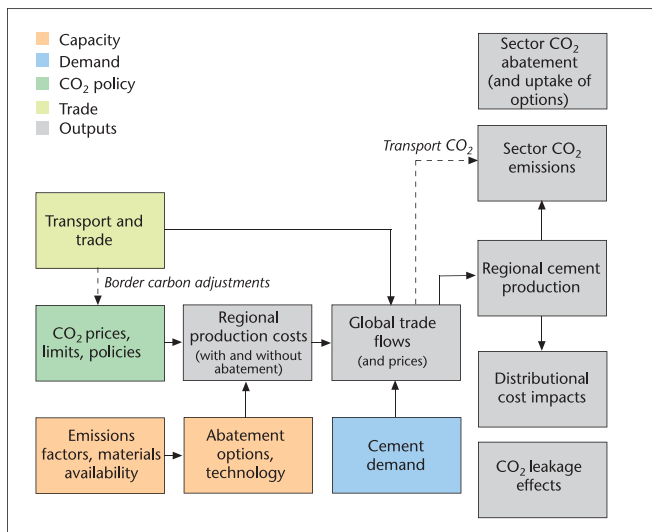 Capacity
Demand
CO₂ policy
Trade
Outputs
Sector CO₂
abatement
(and uptake of
options)
Transport CO₂
Sector CO₂
emissions
Transport and
trade
Border carbon adjustments
Regional cement
production
CO₂ prices,
limits, policies
Regional
production costs
(with and without
abatement)
Global trade
flows
(and prices)
Distributional
cost impacts
Emissions
factors, materials
availability
Abatement
options,
technology
Cement
demand
CO₂ leakage
effects